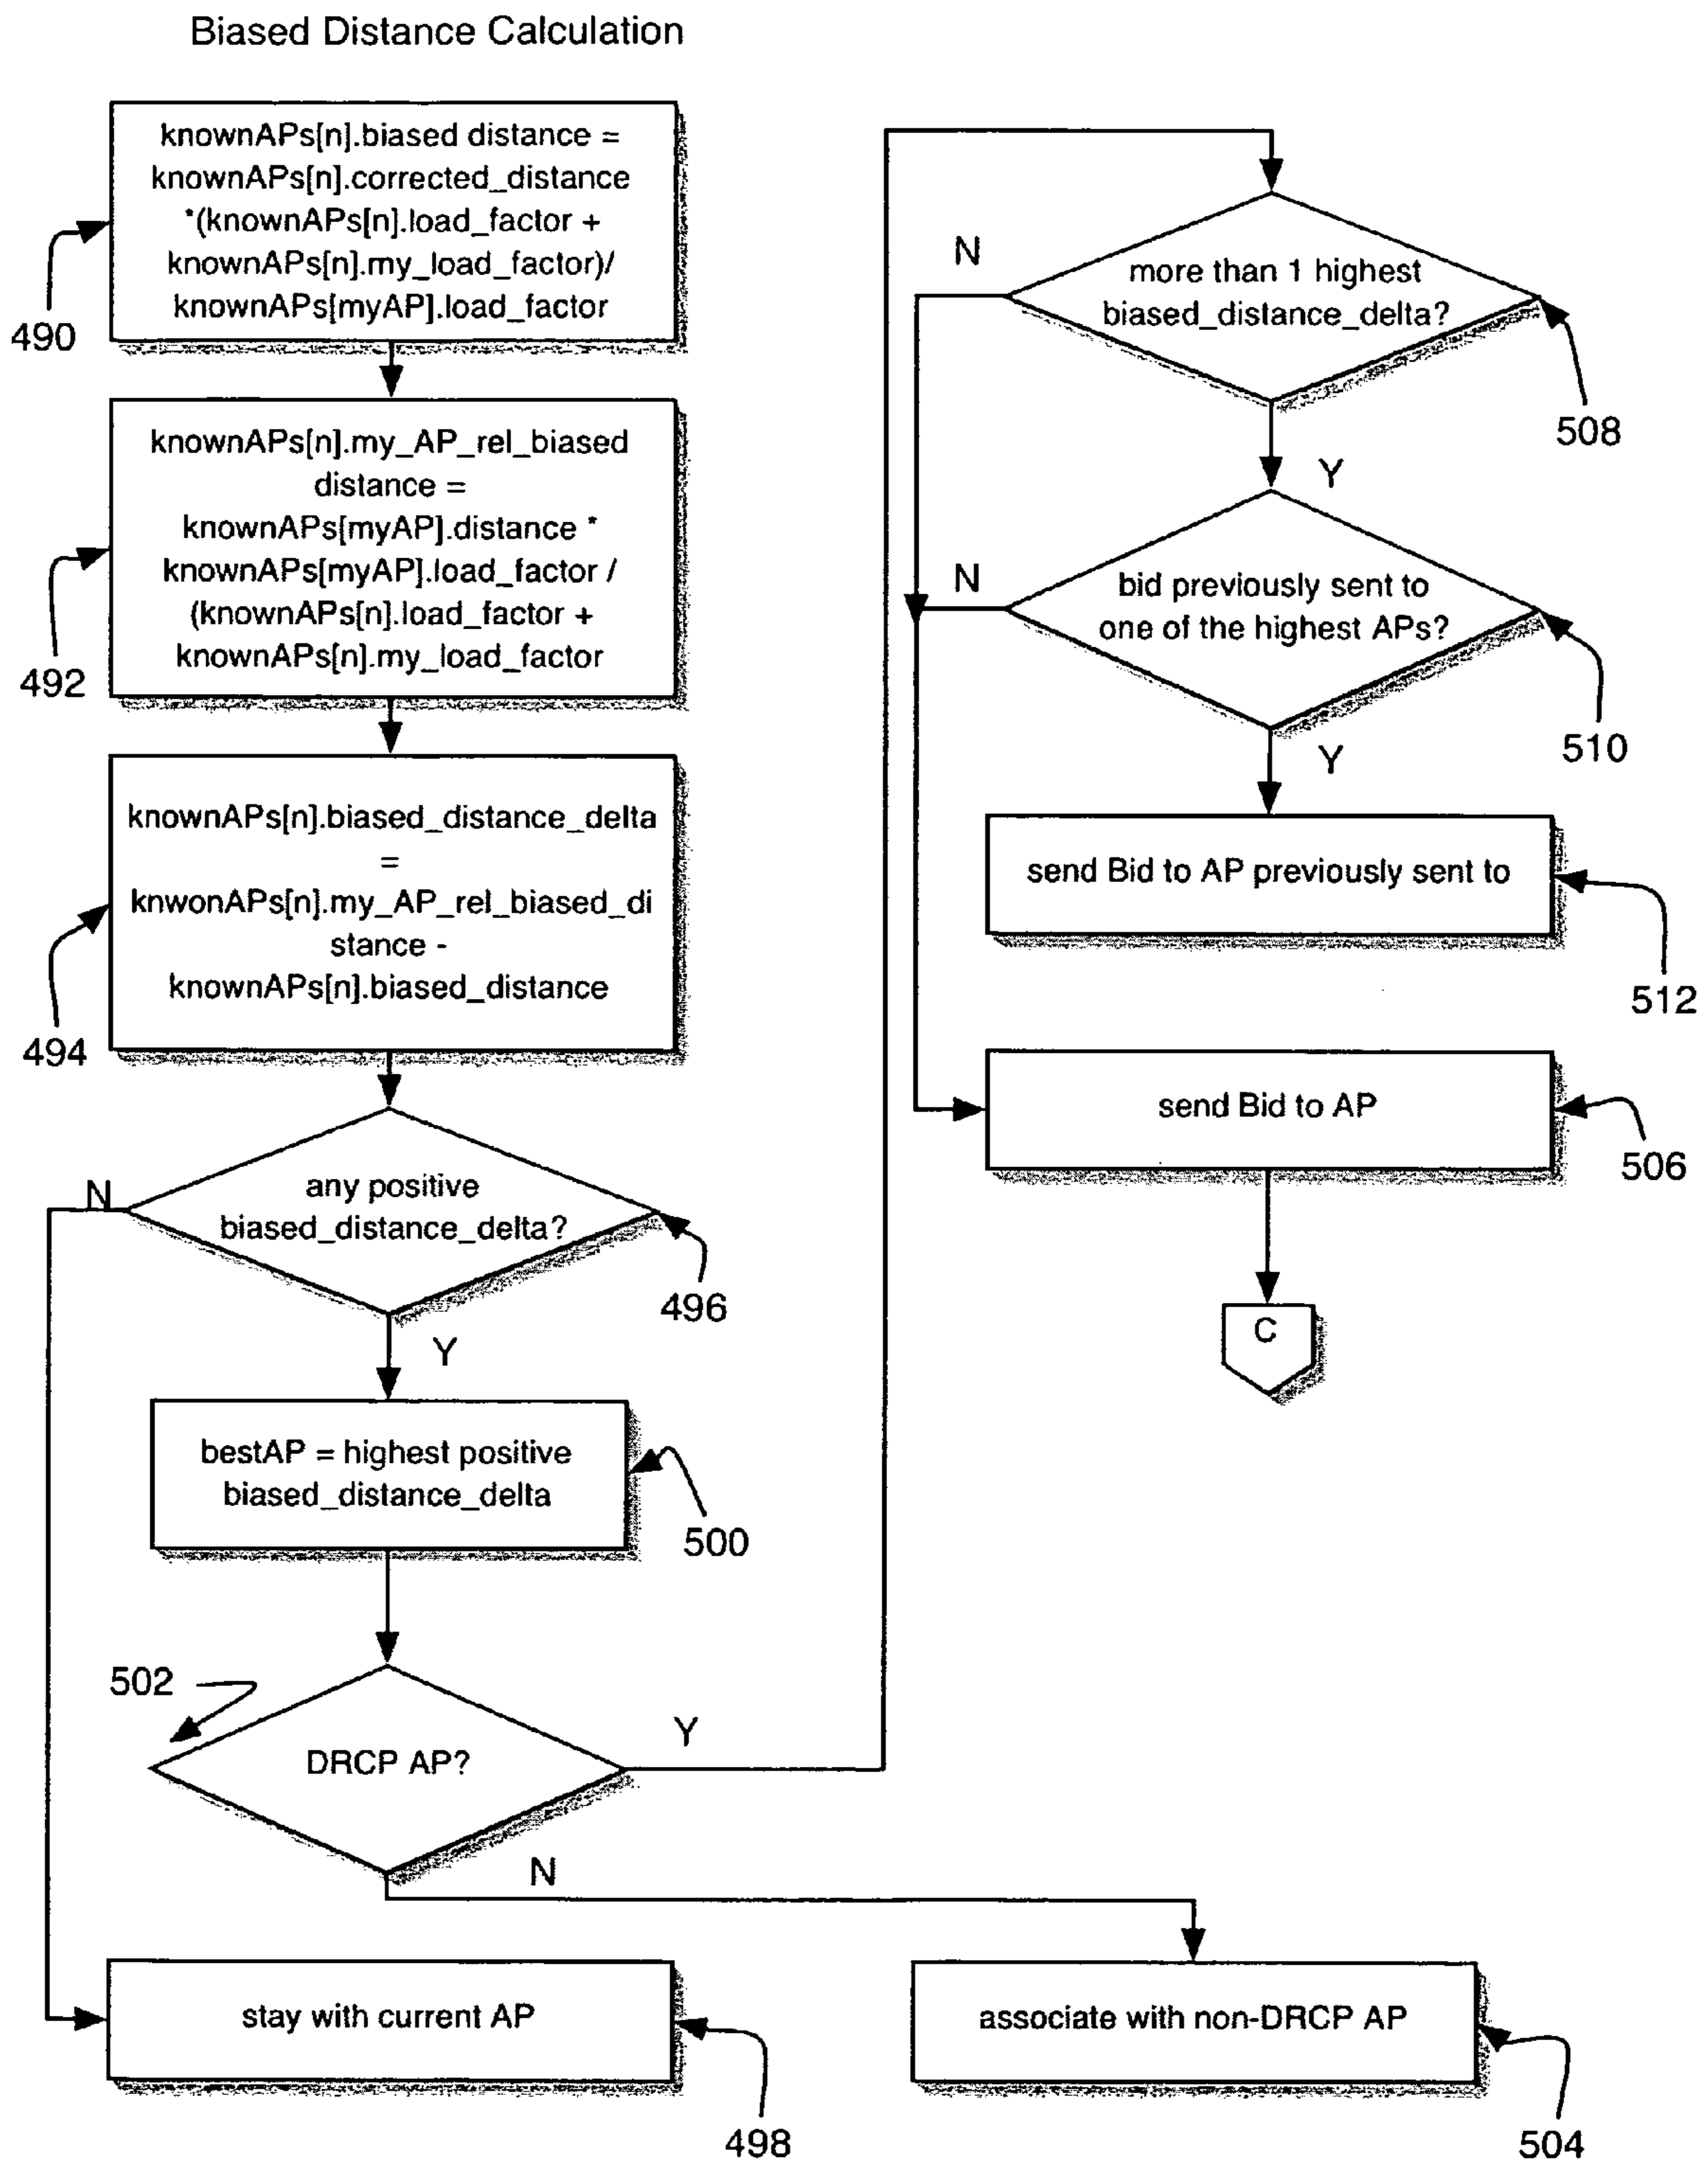 Biased Distance Calculation
knownAPs[n].biased distance =
knownAPs[n].corrected_distance
*(knownAPs[n].load_factor +
knownAPs[n].my_load_factor)/
knownAPs[myAP].load_factor
490
knownAPs[n].my_AP_rel_biased
distance =
knownAPs[myAP].distance *
knownAPs[myAP].load_factor /
(knownAPs[n].load_factor +
knownAPs[n].my_load_factor
492
knownAPs[n].biased_distance_delta
=
knwonAPs[n].my_AP_rel_biased_di
stance -
knownAPs[n].biased_distance
494
N
any positive
biased_distance_delta?
496
Y
bestAP = highest positive
biased_distance_delta
500
502
DRCP AP?
Y
N
stay with current AP
498
associate with non-DRCP AP
504
N
more than 1 highest
biased_distance_delta?
508
Y
N
bid previously sent to
one of the highest APs?
510
Y
send Bid to AP previously sent to
512
send Bid to AP
506
C